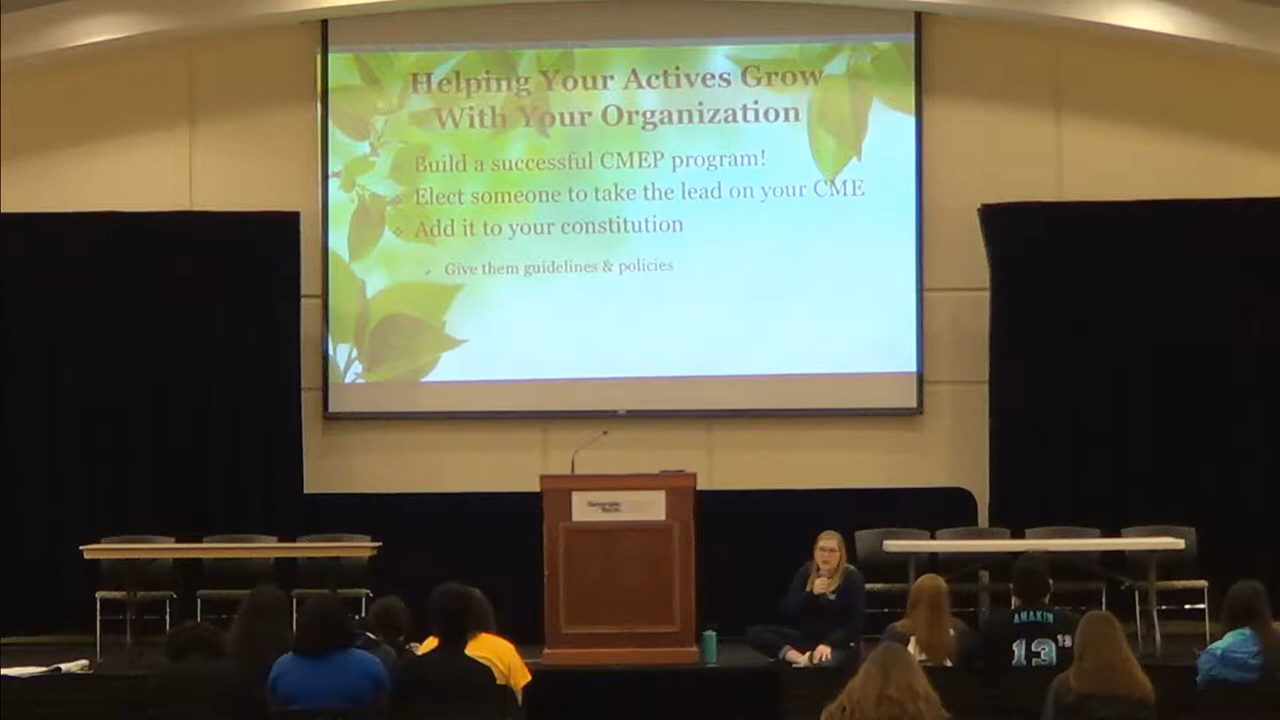 Helping Your Actives Grow
With Your Organization
Build a successful CMEP program!
Elect someone to take the lead on your CME
Add it to your constitution
Give them guidelines & policies
ANAKIN
13
13